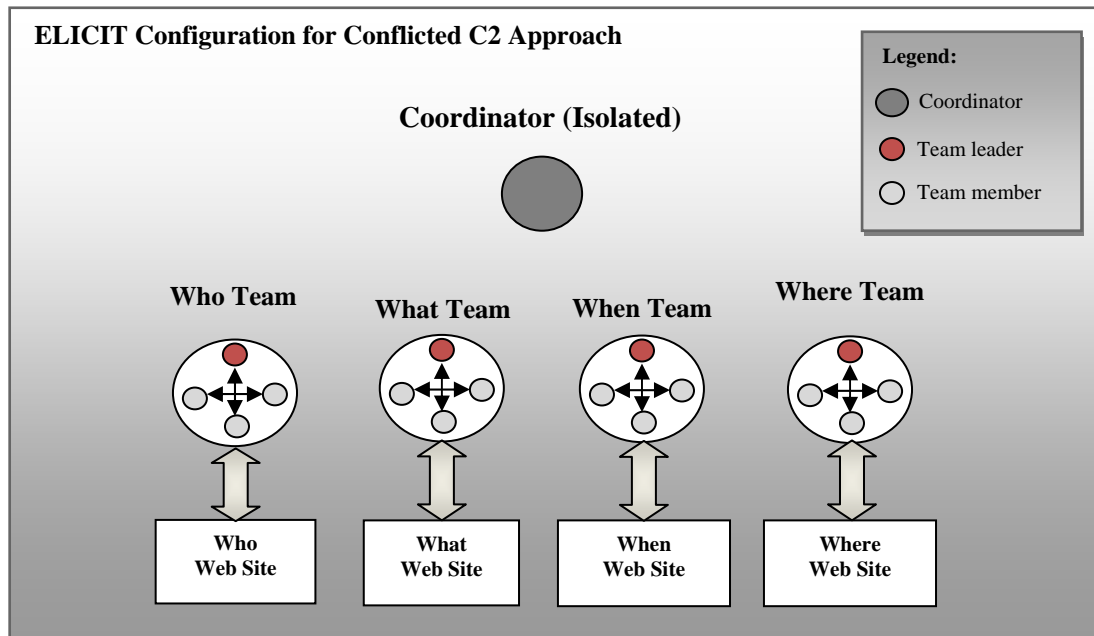 ELICIT Configuration for Conflicted C2 Approach
Legend:
Coordinator
Team leader
Team member
Coordinator (Isolated)
Who Team
What Team
When Team
Where Team
Who
Web Site
What
Web Site
When
Web Site
Where
Web Site